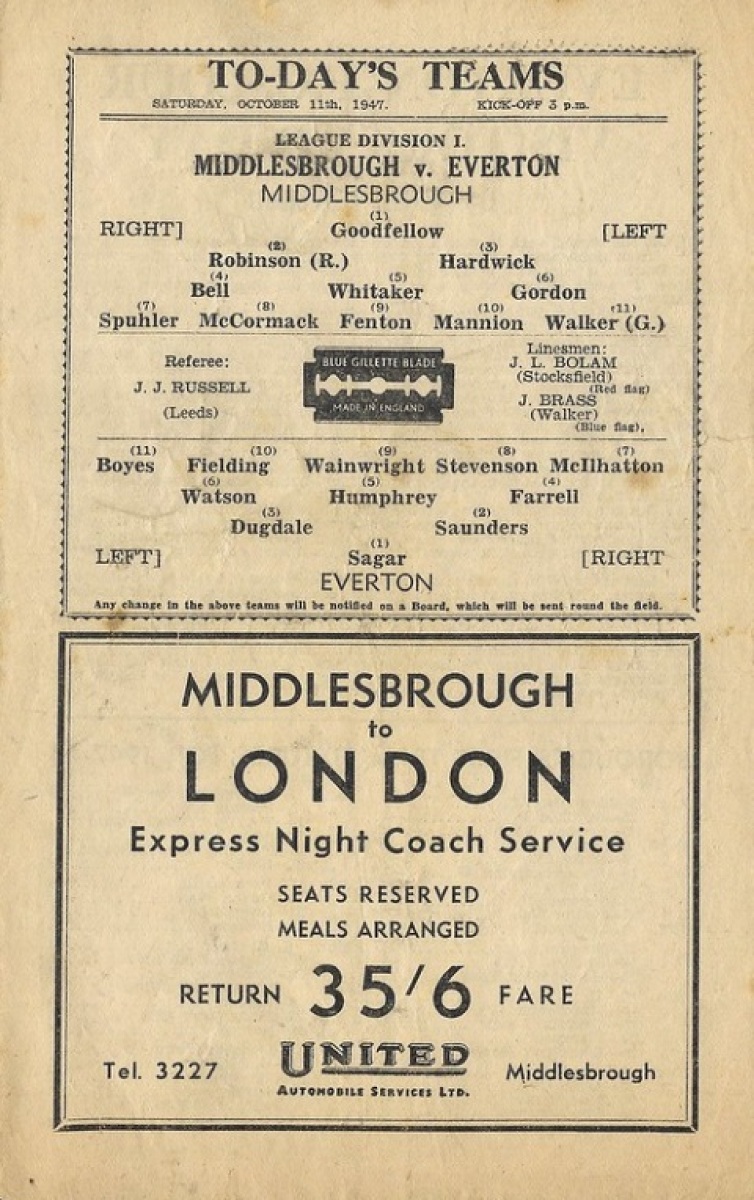 TO-DAY'S TEAMS
SATURDAY, OCTOBER 11th, 1947. KICK-OFF 3 p.m.
LEAGUE DIVISION I.
MIDDLESBROUGH v. EVERTON
MIDDLESBROUGH
(1)
RIGHT] Goodfellow [LEFT
(2) (3)
Robinson (R.) Hardwick
(4) (5) (6)
Bell Whitaker Gordon
(7) (8) (9) (10) (11)
Spuhler McCormack Fenton Mannion Walker (G.)
Referee:
J. J. RUSSELL
(Leeds)
BLUE GILLETTE BLADE
MADE IN ENGLAND
Linesmen:
J. L. BOLAM
(Stocksfield)
(Red flag)
J. BRASS
(Walker)
(Blue flag).
(11) (10) (9) (8) (7)
Boyes Fielding Wainwright Stevenson McIlhatton
(6) (5) (4)
Watson Humphrey Farrell
(3) (2)
Dugdale Saunders
(1)
LEFT] Sagar [RIGHT
EVERTON
Any change in the above teams will be notified on a Board, which will be sent round the field.
MIDDLESBROUGH
to
LONDON
Express Night Coach Service
SEATS RESERVED
MEALS ARRANGED
RETURN 35/6 FARE
Tel. 3227 UNITED Middlesbrough
AUTOMOBILE SERVICES LTD.